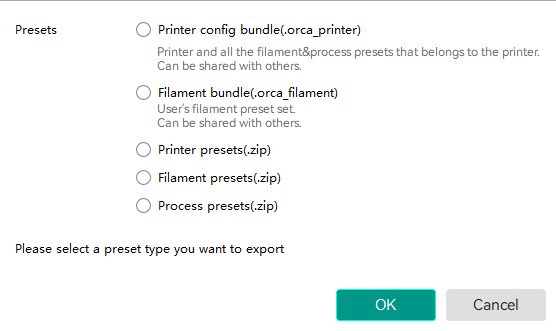 Presets
Printer config bundle(.orca_printer)
Printer and all the filament&process presets that belongs to the printer.
Can be shared with others.
Filament bundle(.orca_filament)
User's filament preset set.
Can be shared with others.
Printer presets(.zip)
Filament presets(.zip)
Process presets(.zip)
Please select a preset type you want to export
OK
Cancel